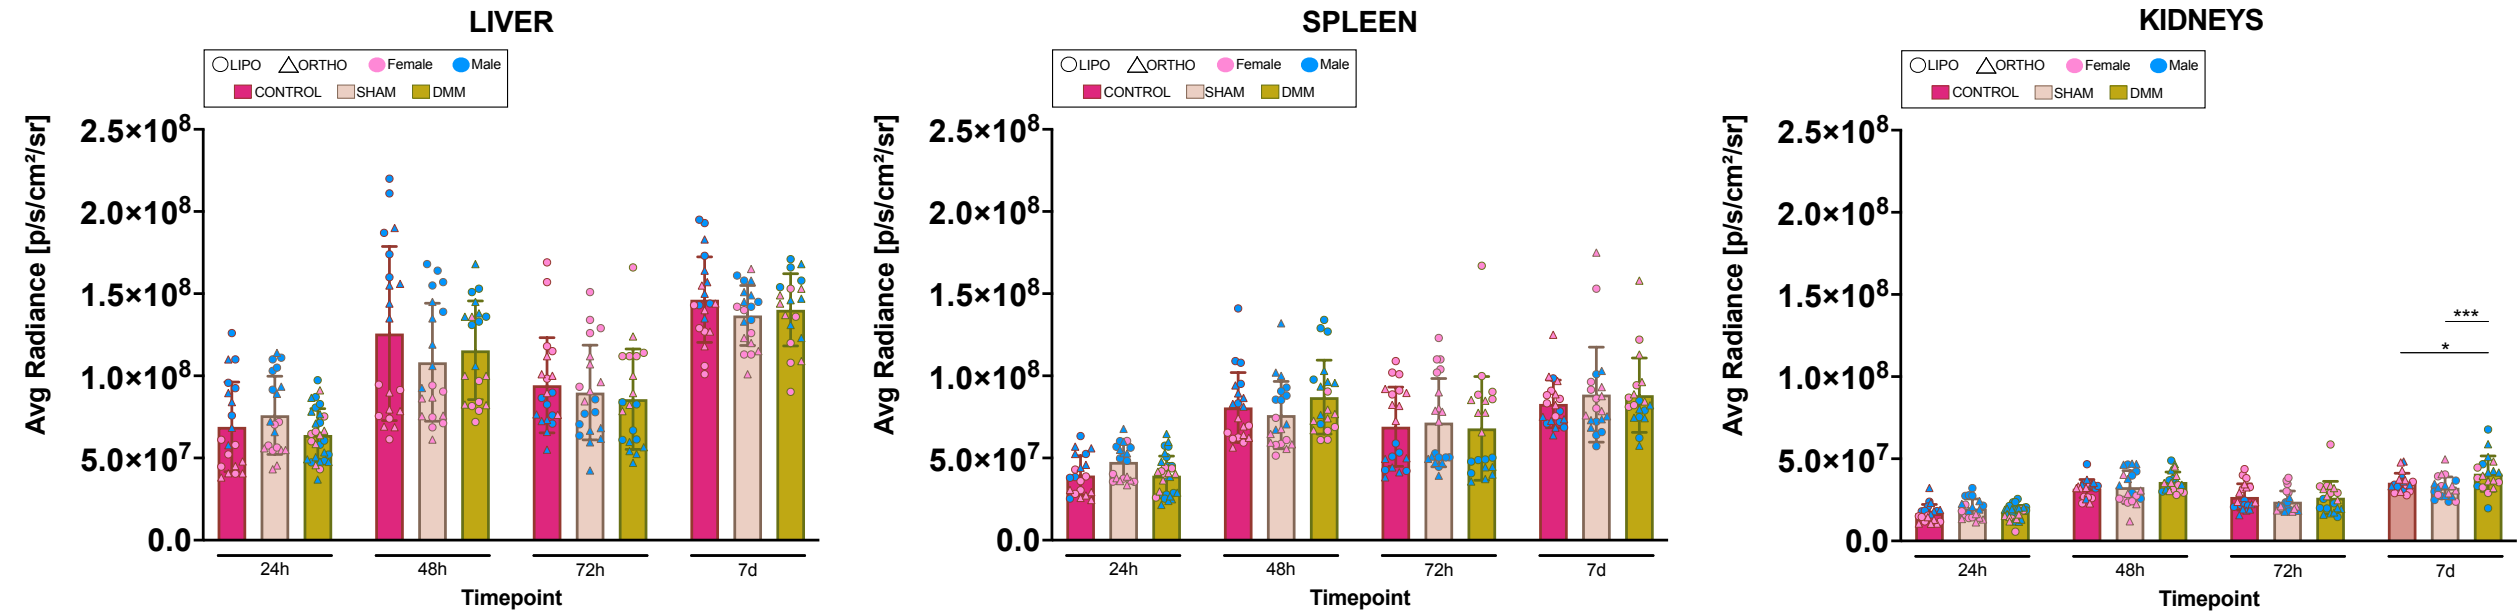 LIVER
LIPO ORTHO Female Male
CONTROL SHAM DMM
Avg Radiance [p/s/cm²/sr]
2.5×10⁸
2.0×10⁸
1.5×10⁸
1.0×10⁸
5.0×10⁷
0.0
24h 48h 72h 7d
Timepoint
SPLEEN
LIPO ORTHO Female Male
CONTROL SHAM DMM
Avg Radiance [p/s/cm²/sr]
2.5×10⁸
2.0×10⁸
1.5×10⁸
1.0×10⁸
5.0×10⁷
0.0
24h 48h 72h 7d
Timepoint
KIDNEYS
LIPO ORTHO Female Male
CONTROL SHAM DMM
Avg Radiance [p/s/cm²/sr]
2.5×10⁸
2.0×10⁸
1.5×10⁸
1.0×10⁸
5.0×10⁷
0.0
***
*
24h 48h 72h 7d
Timepoint